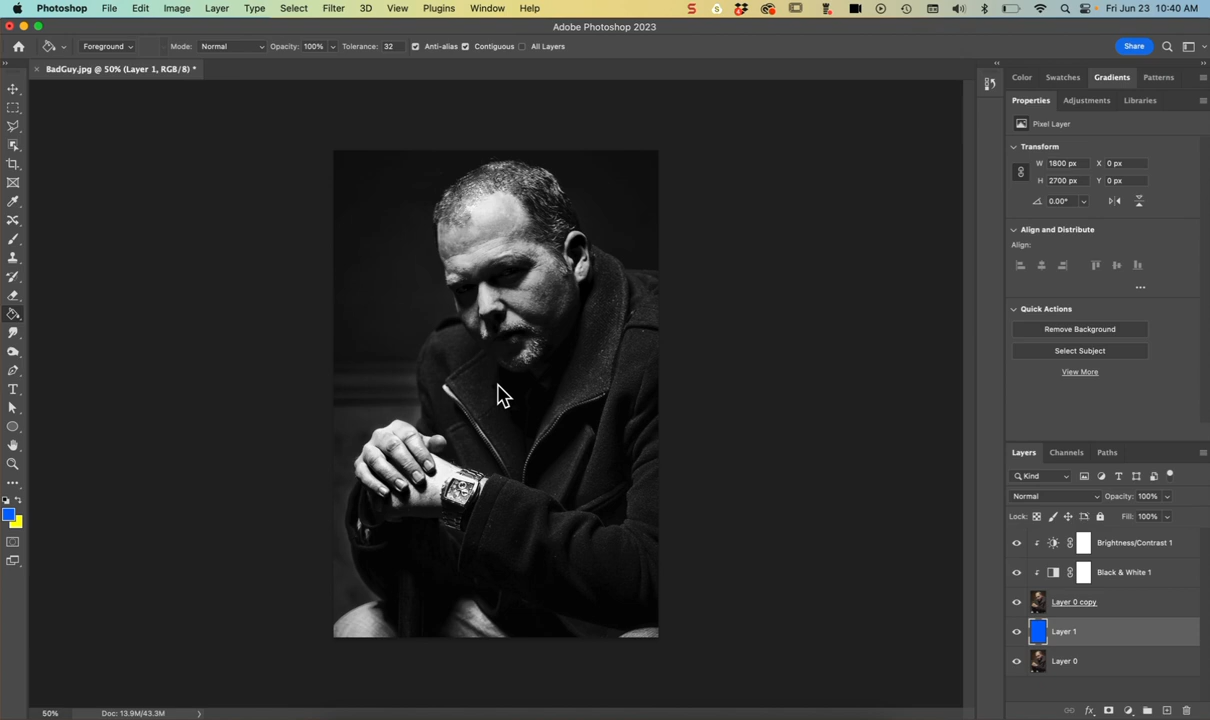 Photoshop File Edit Image Layer Type Select Filter 3D View Plugins Window Help Fri Jun 23 10:40 AM
Adobe Photoshop 2023
Foreground Mode: Normal Opacity: 100% Tolerance: 32 Anti-alias Contiguous All Layers Share
BadGuy.jpg @ 50% (Layer 1, RGB/8) *
Color Swatches Gradients Patterns
Properties Adjustments Libraries
Pixel Layer
Transform
W 1800 px X 0 px
H 2700 px Y 0 px
0.00°
Align and Distribute
Align:
Quick Actions
Remove Background
Select Subject
View More
Layers Channels Paths
Kind
Normal Opacity: 100%
Lock: Fill: 100%
Brightness/Contrast 1
Black & White 1
Layer 0 copy
Layer 1
Layer 0
50% Doc: 13.9M/43.3M